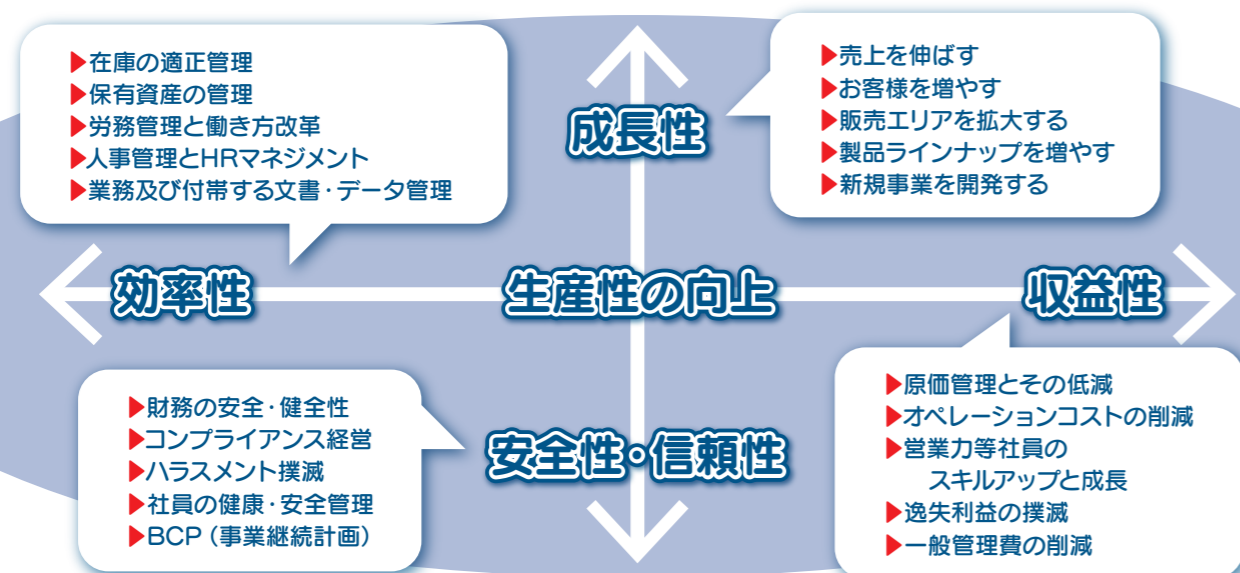 ▶在庫の適正管理
▶保有資産の管理
▶労務管理と働き方改革
▶人事管理とHRマネジメント
▶業務及び付帯する文書・データ管理
成長性
▶売上を伸ばす
▶お客様を増やす
▶販売エリアを拡大する
▶製品ラインナップを増やす
▶新規事業を開発する
効率性
生産性の向上
収益性
▶財務の安全・健全性
▶コンプライアンス経営
▶ハラスメント撲滅
▶社員の健康・安全管理
▶BCP（事業継続計画）
安全性・信頼性
▶原価管理とその低減
▶オペレーションコストの削減
▶営業力等社員の
スキルアップと成長
▶逸失利益の撲滅
▶一般管理費の削減